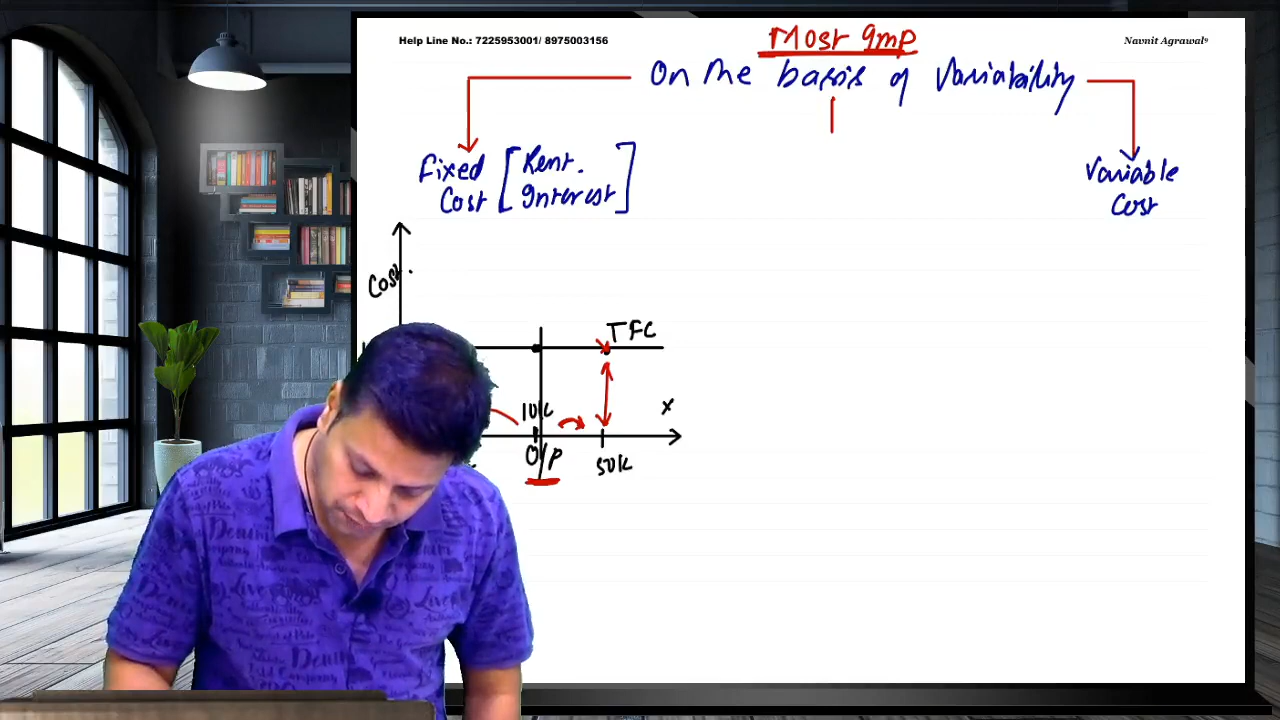 Help Line No.: 7225953001/ 8975003156
Most Imp
Navnit Agrawal9
On the basis of Variability
Fixed Cost [Rent. Interest]
Variable Cost
Cost.
TFC
10K
x
O/P
50K